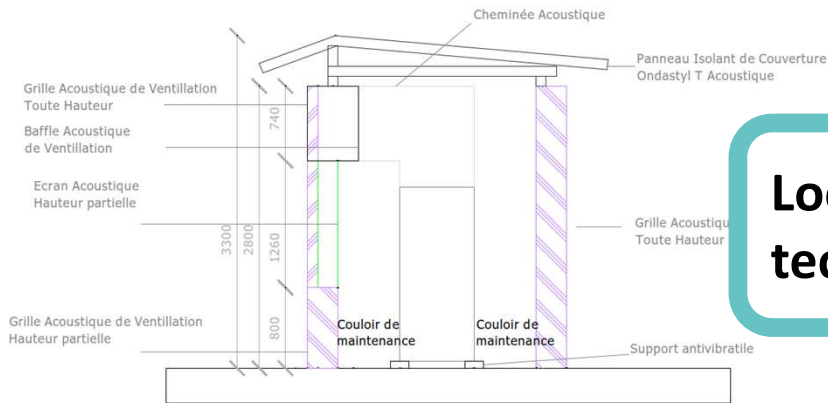 Cheminée Acoustique
Panneau Isolant de Couverture
Ondastyl T Acoustique
Grille Acoustique de Ventillation
Toute Hauteur
740
Baffle Acoustique
de Ventillation
Ecran Acoustique
Hauteur partielle
3300
2800
1260
Grille
Toute Hauteur
Grille Acoustique de Ventillation
Hauteur partielle
800
Couloir de
maintenance
Couloir de
maintenance
Support antivibratile